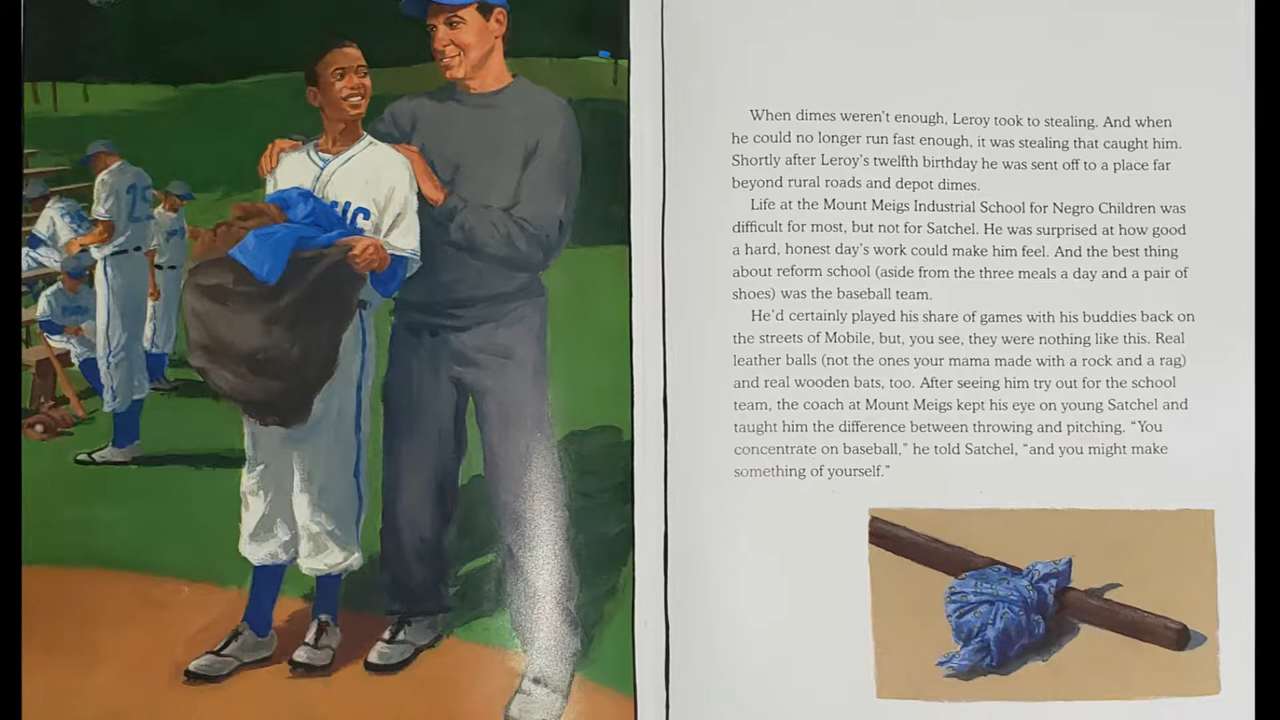 25
When dimes weren't enough, Leroy took to stealing. And when
he could no longer run fast enough, it was stealing that caught him.
Shortly after Leroy's twelfth birthday he was sent off to a place far
beyond rural roads and depot dimes.
Life at the Mount Meigs Industrial School for Negro Children was
difficult for most, but not for Satchel. He was surprised at how good
a hard, honest day's work could make him feel. And the best thing
about reform school (aside from the three meals a day and a pair of
shoes) was the baseball team.
He'd certainly played his share of games with his buddies back on
the streets of Mobile, but, you see, they were nothing like this. Real
leather balls (not the ones your mama made with a rock and a rag)
and real wooden bats, too. After seeing him try out for the school
team, the coach at Mount Meigs kept his eye on young Satchel and
taught him the difference between throwing and pitching. “You
concentrate on baseball,” he told Satchel, “and you might make
something of yourself.”